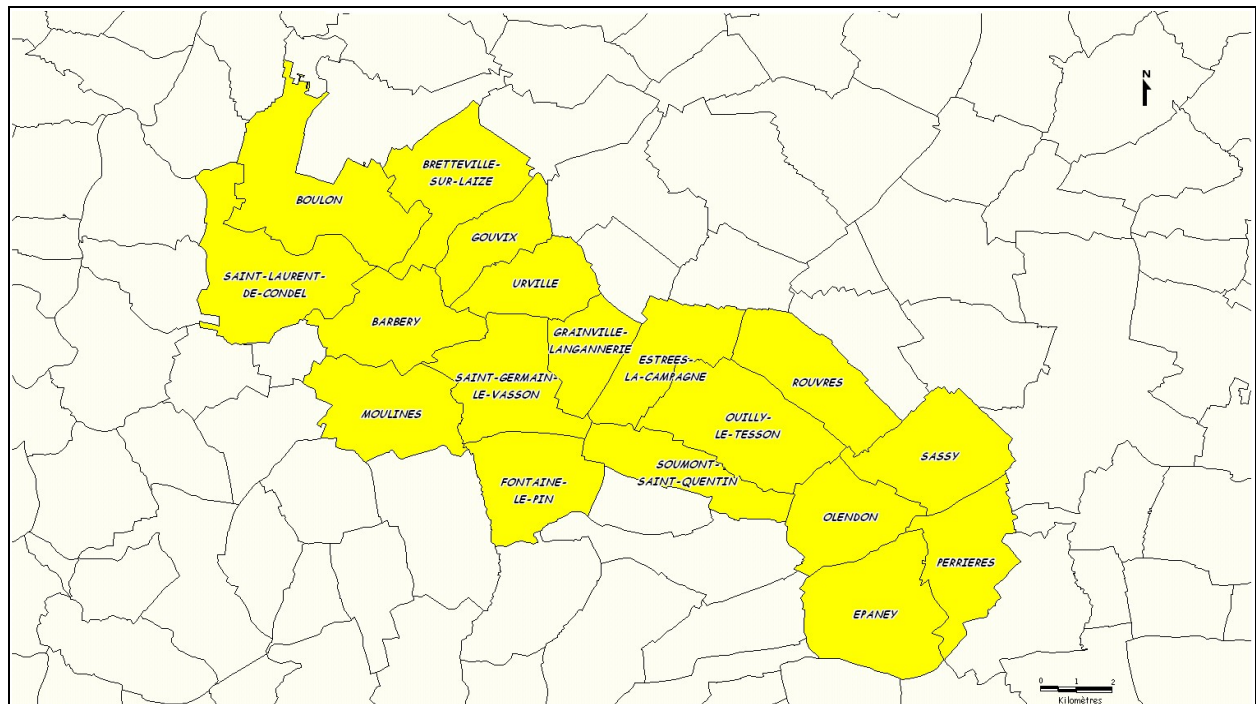 N
BRETTEVILLE-
SUR-LAIZE
BOULON
GOUVIX
SAINT-LAURENT-
DE-CONDEL
URVILLE
BARBERY
GRAINVILLE-
LANGANNERIE
ESTREES-
LA-CAMPAGNE
SAINT-GERMAIN-
LE-VASSON
ROUVRES
MOULINES
OUILLY-
LE-TESSON
SASSY
SOUMONT-
SAINT-QUENTIN
FONTAINE-
LE-PIN
OLENDON
PERRIERES
EPANEY
0 1 2
Kilomètres